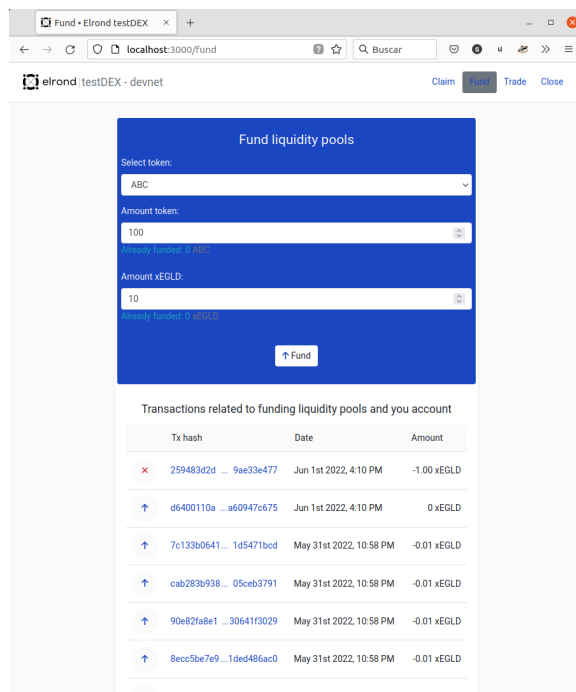 Fund • Elrond testDEX
localhost:3000/fund
Buscar
elrond testDEX - devnet
Claim Fund Trade Close
Fund liquidity pools
Select token:
ABC
Amount token:
100
Already funded: 0 ABC
Amount xEGLD:
10
Already funded: 0 xEGLD
Fund
Transactions related to funding liquidity pools and you account
Tx hash Date Amount
259483d2d ... 9ae33e477 Jun 1st 2022, 4:10 PM -1.00 xEGLD
d6400110a ...a60947c675 Jun 1st 2022, 4:10 PM 0 xEGLD
7c133b0641... 1d5471bcd May 31st 2022, 10:58 PM -0.01 xEGLD
cab283b938... 05ceb3791 May 31st 2022, 10:58 PM -0.01 xEGLD
90e82fa8e1 ...30641f3029 May 31st 2022, 10:58 PM -0.01 xEGLD
8ecc5be7e9 ...1ded486ac0 May 31st 2022, 10:58 PM -0.01 xEGLD